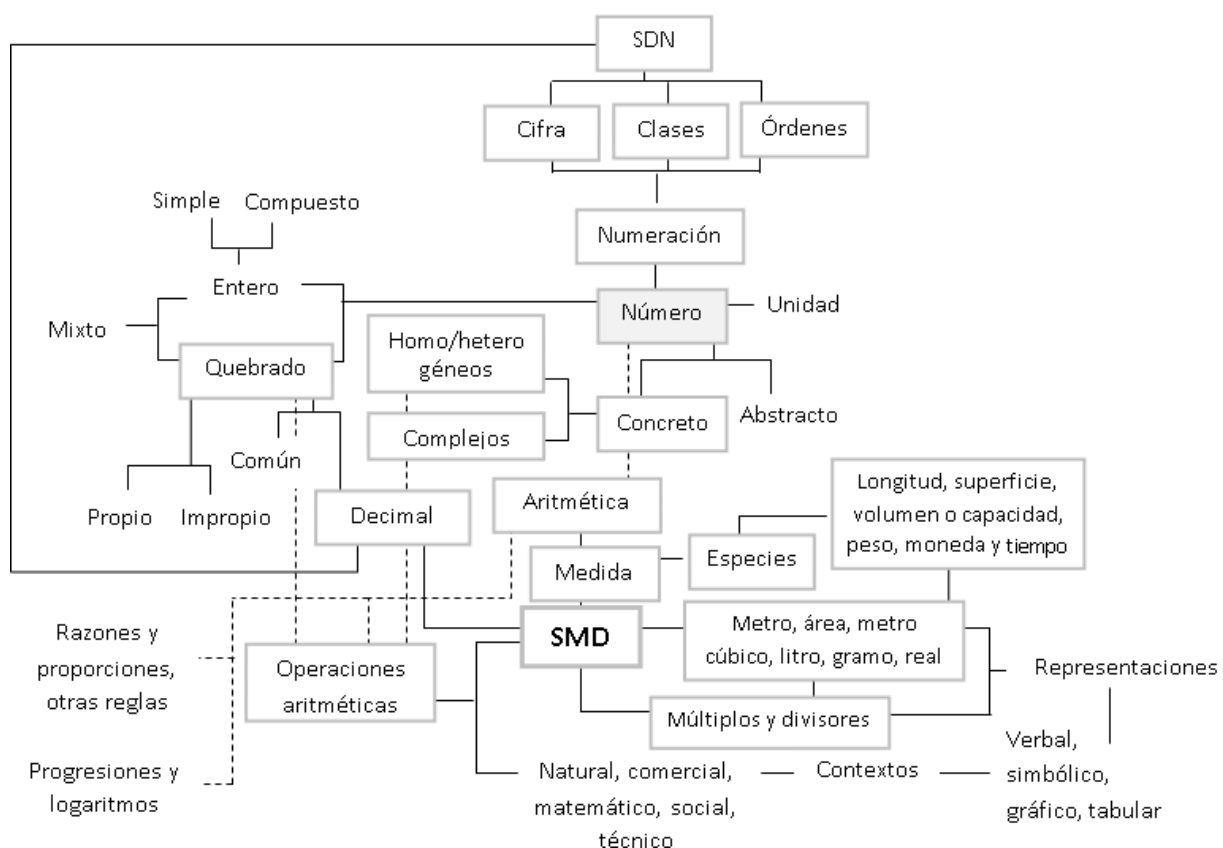 SDN
Cifra
Clases
Órdenes
Simple
Compuesto
Numeración
Entero
Número
Unidad
Mixto
Homo/hetero
géneos
Quebrado
Concreto
Abstracto
Complejos
Común
Longitud, superficie,
volumen o capacidad,
peso, moneda y tiempo
Propio
Impropio
Decimal
Aritmética
Medida
Especies
Razones y
proporciones,
otras reglas
Operaciones
aritméticas
SMD
Metro, área, metro
cúbico, litro, gramo, real
Representaciones
Múltiplos y divisores
Progresiones y
logaritmos
Natural, comercial,
matemático, social,
técnico
Contextos
Verbal,
simbólico,
gráfico, tabular